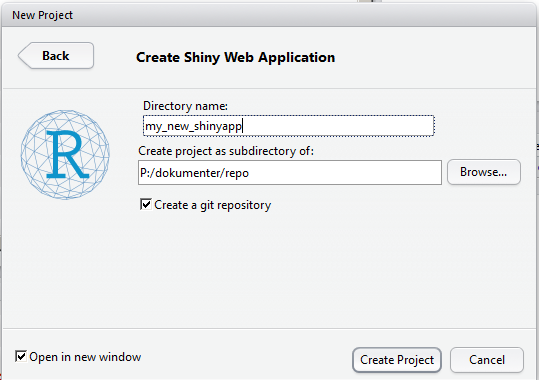 New Project
Back
Create Shiny Web Application
Directory name:
my_new_shinyapp
Create project as subdirectory of:
P:/dokumenter/repo
Browse...
Create a git repository
R
Open in new window
Create Project
Cancel